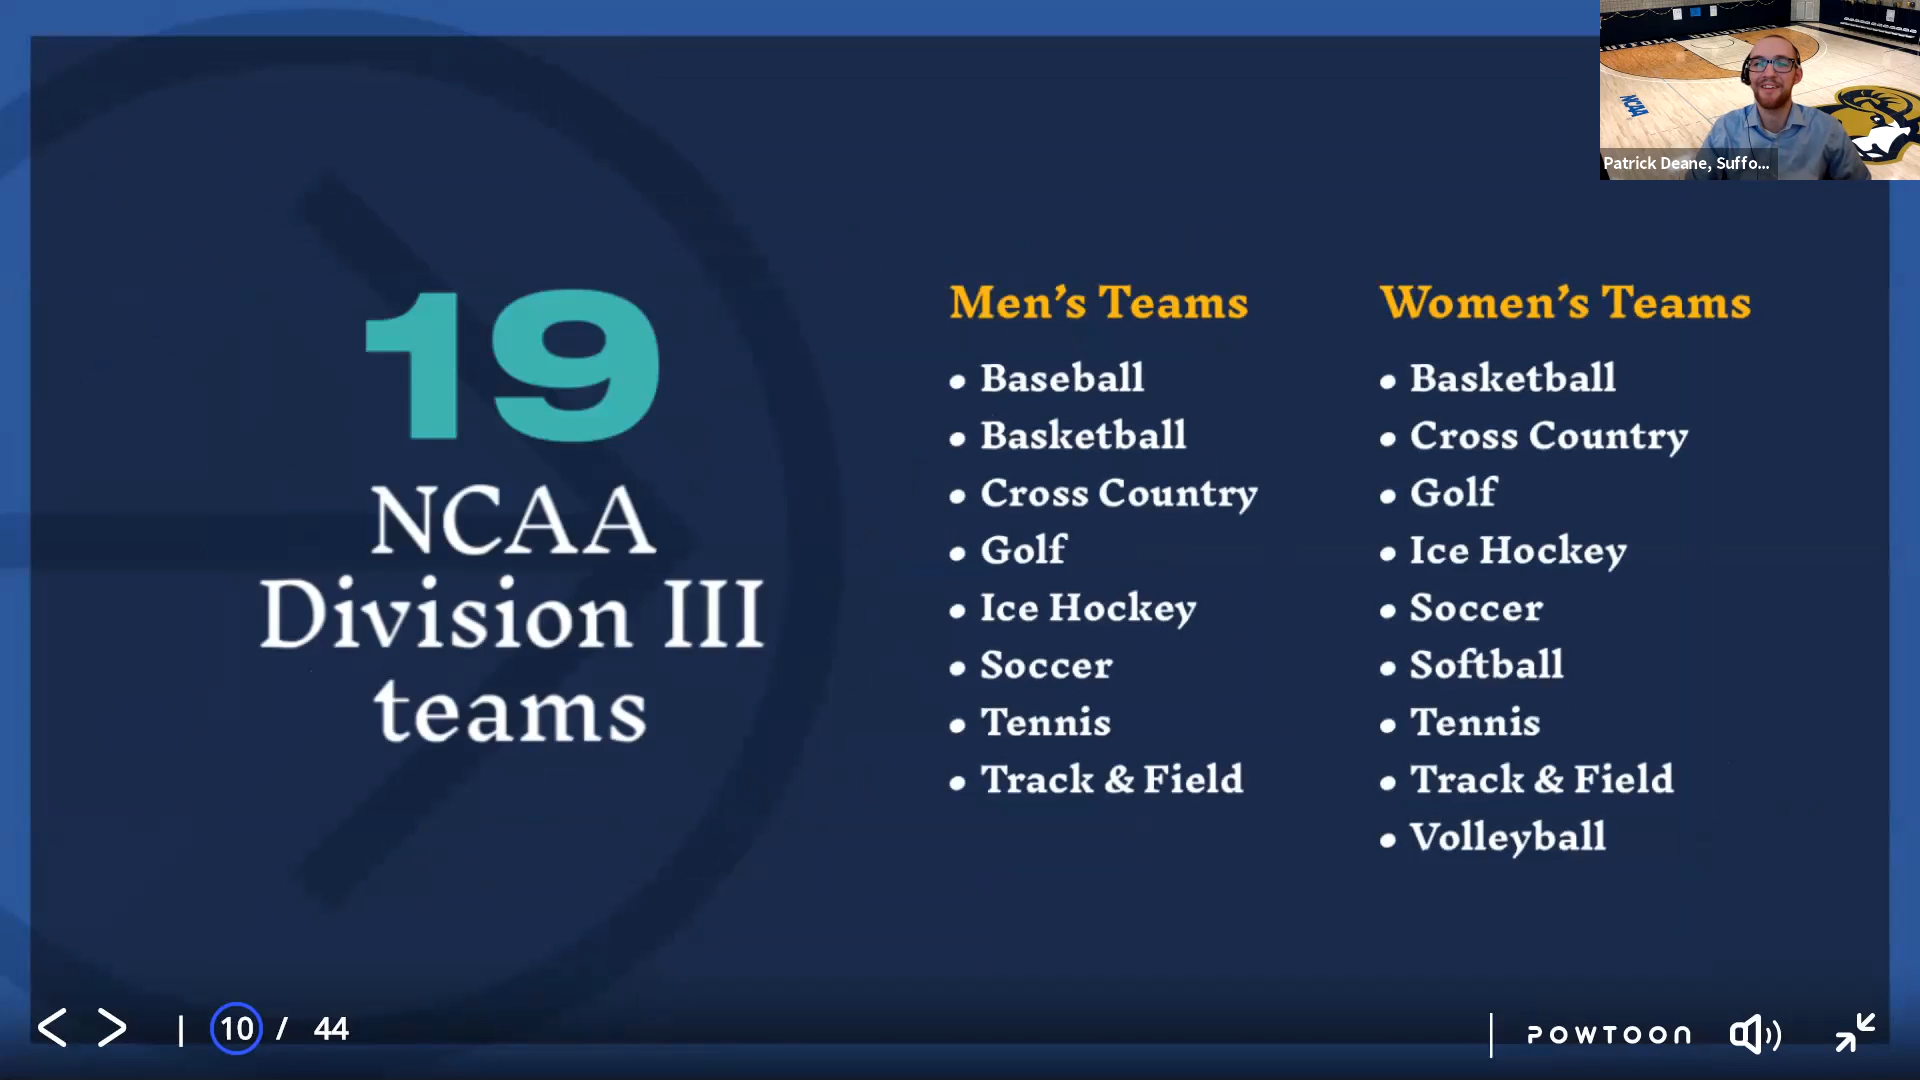 SUFFOLK
NCAA
Patrick Deane, Suffo...
19
NCAA
Division III
teams
Men’s Teams
• Baseball
• Basketball
• Cross Country
• Golf
• Ice Hockey
• Soccer
• Tennis
• Track & Field
Women’s Teams
• Basketball
• Cross Country
• Golf
• Ice Hockey
• Soccer
• Softball
• Tennis
• Track & Field
• Volleyball
< > | 10 / 44
POWTOON